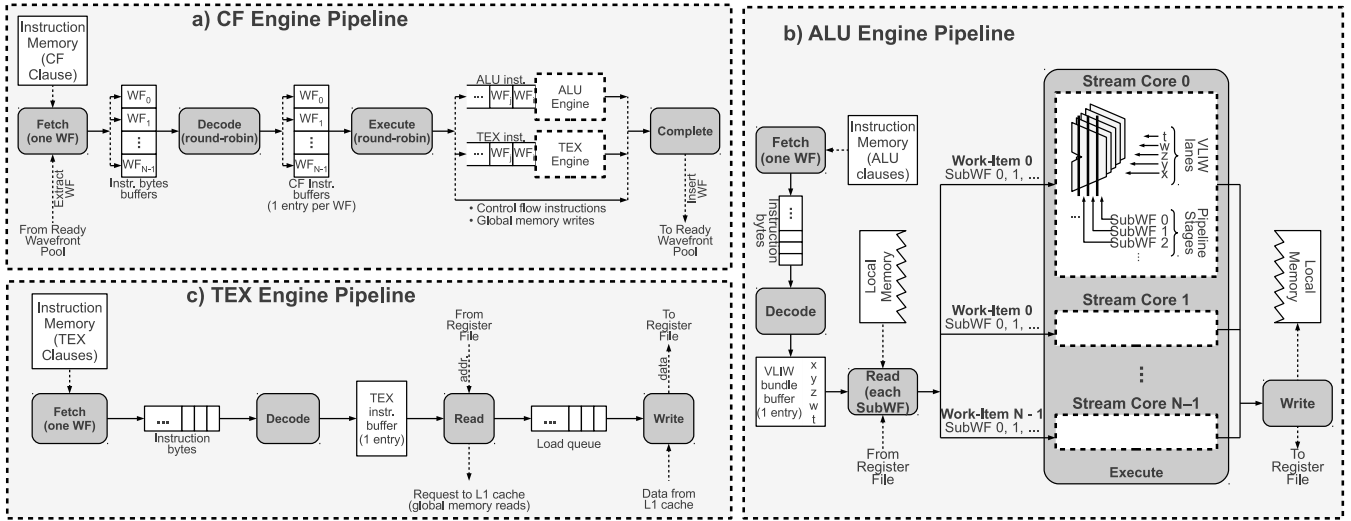 a) CF Engine Pipeline
Instruction
Memory
(CF
Clause)
Fetch
(one WF)
Extract
WF
From Ready
Wavefront
Pool
WF0
WF1
⋮
WFN-1
Instr. bytes
buffers
Decode
(round-robin)
WF0
WF1
⋮
WFN-1
CF Instr.
buffers
(1 entry per WF)
Execute
(round-robin)
ALU inst.
... WFj WFi
ALU
Engine
TEX inst.
... WFj WFi
TEX
Engine
• Control flow instructions
• Global memory writes
Complete
Insert
WF
To Ready
Wavefront
Pool
c) TEX Engine Pipeline
Instruction
Memory
(TEX
Clauses)
Fetch
(one WF)
...
Instruction
bytes
Decode
TEX
instr.
buffer
(1 entry)
From
Register
File
addr.
Read
Request to L1 cache
(global memory reads)
...
Load queue
To
Register
File
data
Write
Data from
L1 cache
b) ALU Engine Pipeline
Fetch
(one WF)
Instruction
Memory
(ALU
clauses)
...
Instruction
bytes
Decode
VLIW
bundle
buffer
(1 entry)
x
y
z
w
t
Local
Memory
Read
(each
SubWF)
From
Register
File
Work-Item 0
SubWF 0, 1, ...
Work-Item 0
SubWF 0, 1, ...
Work-Item N - 1
SubWF 0, 1, ...
Stream Core 0
t
w
z
y
x
VLIW
lanes
...
SubWF 0
SubWF 1
SubWF 2
...
Pipeline
Stages
Stream Core 1
⋮
Stream Core N–1
Execute
Local
Memory
Write
To
Register
File